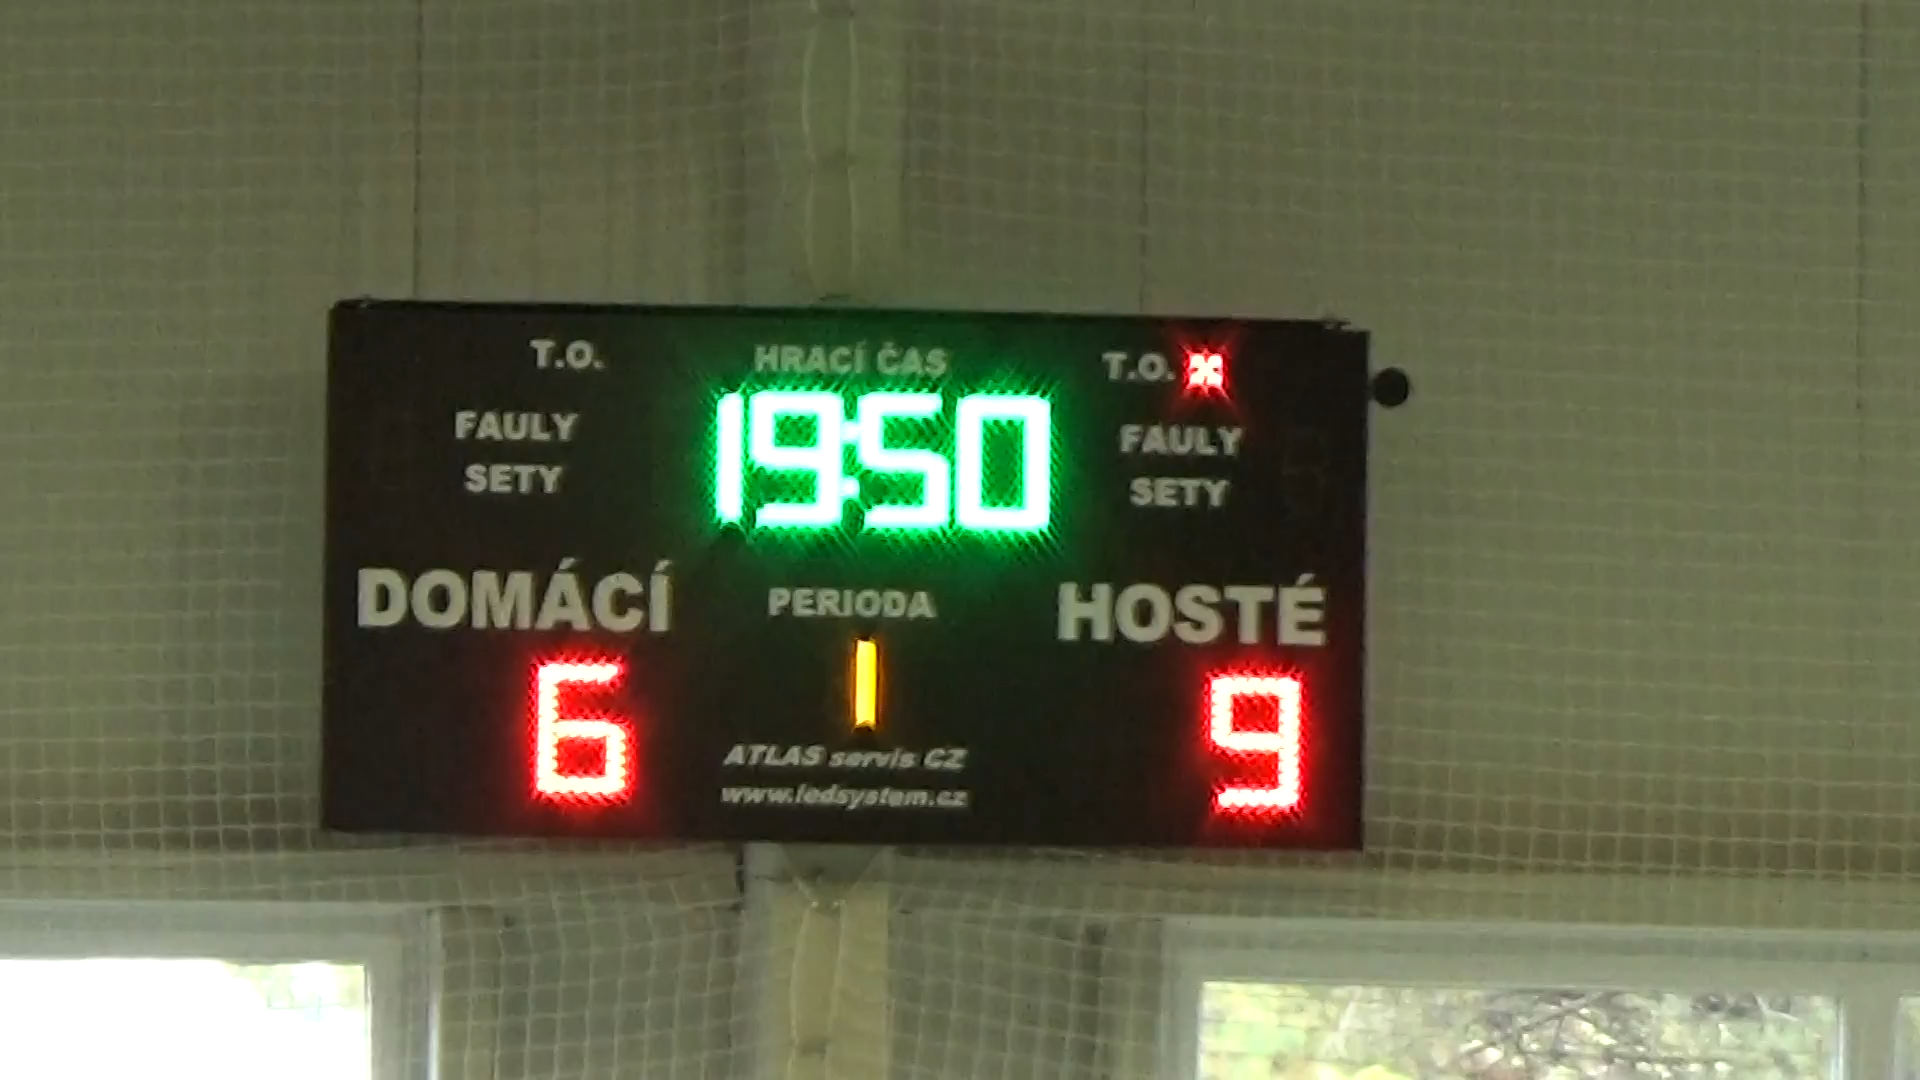 T.O. HRACÍ ČAS T.O.
19:50
FAULY FAULY
SETY SETY
DOMÁCÍ PERIODA HOSTÉ
6 1 9
ATLAS servis CZ
www.ledsystem.cz